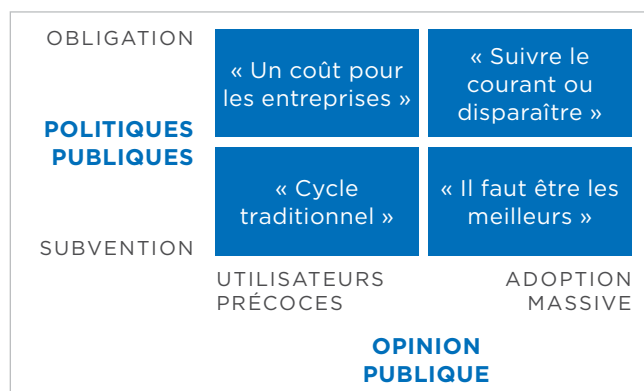 OBLIGATION
« Un coût pour
les entreprises »
« Suivre le
courant ou
disparaître »
POLITIQUES
PUBLIQUES
« Cycle
traditionnel »
« Il faut être les
meilleurs »
SUBVENTION
UTILISATEURS
PRÉCOCES
ADOPTION
MASSIVE
OPINION
PUBLIQUE